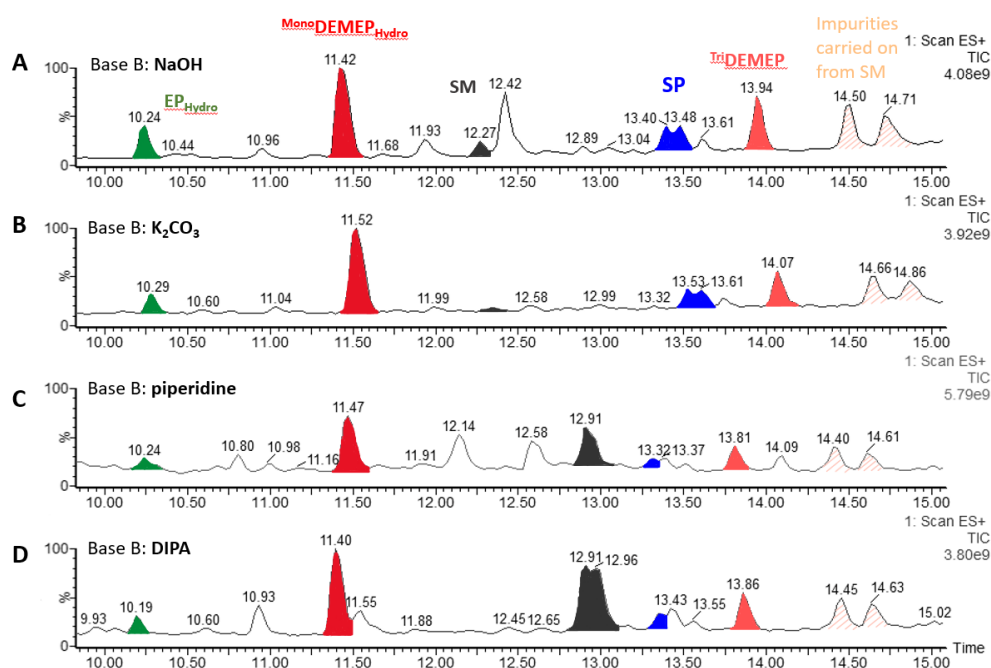 MonoDEMEPHydro
Impurities
carried on
from SM
1: Scan ES+
TIC
4.08e9
A
Base B: NaOH
EPHydro
SM
SP
TriDEMEP
100
%
0
10.24
10.44
10.96
11.42
11.68
11.93
12.27
12.42
12.89
13.04
13.40
13.48
13.61
13.94
14.50
14.71
10.00 10.50 11.00 11.50 12.00 12.50 13.00 13.50 14.00 14.50 15.00
1: Scan ES+
TIC
3.92e9
B
Base B: K2CO3
100
%
0
10.29
10.60
11.04
11.52
11.99
12.58
12.99
13.32
13.53
13.61
14.07
14.66
14.86
10.00 10.50 11.00 11.50 12.00 12.50 13.00 13.50 14.00 14.50 15.00
1: Scan ES+
TIC
5.79e9
C
Base B: piperidine
100
%
0
10.24
10.80
10.98
11.16
11.47
11.91
12.14
12.58
12.91
13.32
13.37
13.81
14.09
14.40
14.61
10.00 10.50 11.00 11.50 12.00 12.50 13.00 13.50 14.00 14.50 15.00
1: Scan ES+
TIC
3.80e9
D
Base B: DIPA
100
%
0
9.93
10.19
10.60
10.93
11.40
11.55
11.88
12.45
12.65
12.91
12.96
13.43
13.55
13.86
14.45
14.63
15.02
10.00 10.50 11.00 11.50 12.00 12.50 13.00 13.50 14.00 14.50 15.00
Time